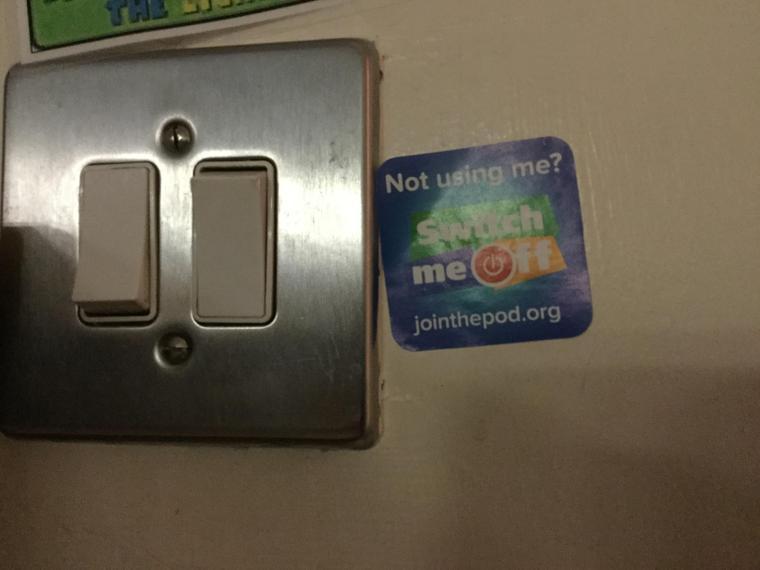 THE
Not using me?
Switch
me Off
jointhepod.org